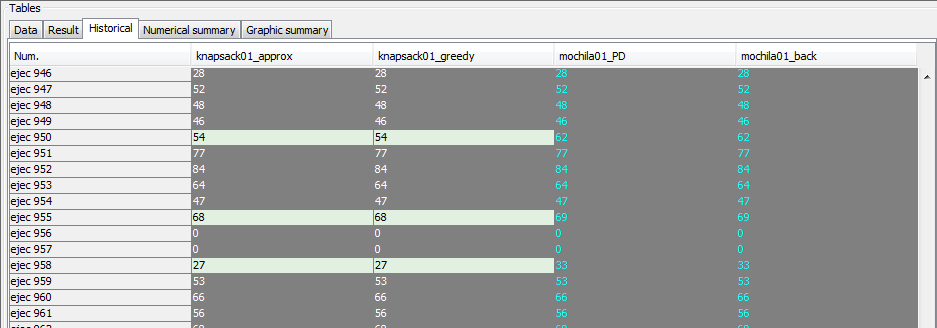 Tables
Data Result Historical Numerical summary Graphic summary
Num. knapsack01_approx knapsack01_greedy mochila01_PD mochila01_back
ejec 946 28 28 28 28
ejec 947 52 52 52 52
ejec 948 48 48 48 48
ejec 949 46 46 46 46
ejec 950 54 54 62 62
ejec 951 77 77 77 77
ejec 952 84 84 84 84
ejec 953 64 64 64 64
ejec 954 47 47 47 47
ejec 955 68 68 69 69
ejec 956 0 0 0 0
ejec 957 0 0 0 0
ejec 958 27 27 33 33
ejec 959 53 53 53 53
ejec 960 66 66 66 66
ejec 961 56 56 56 56